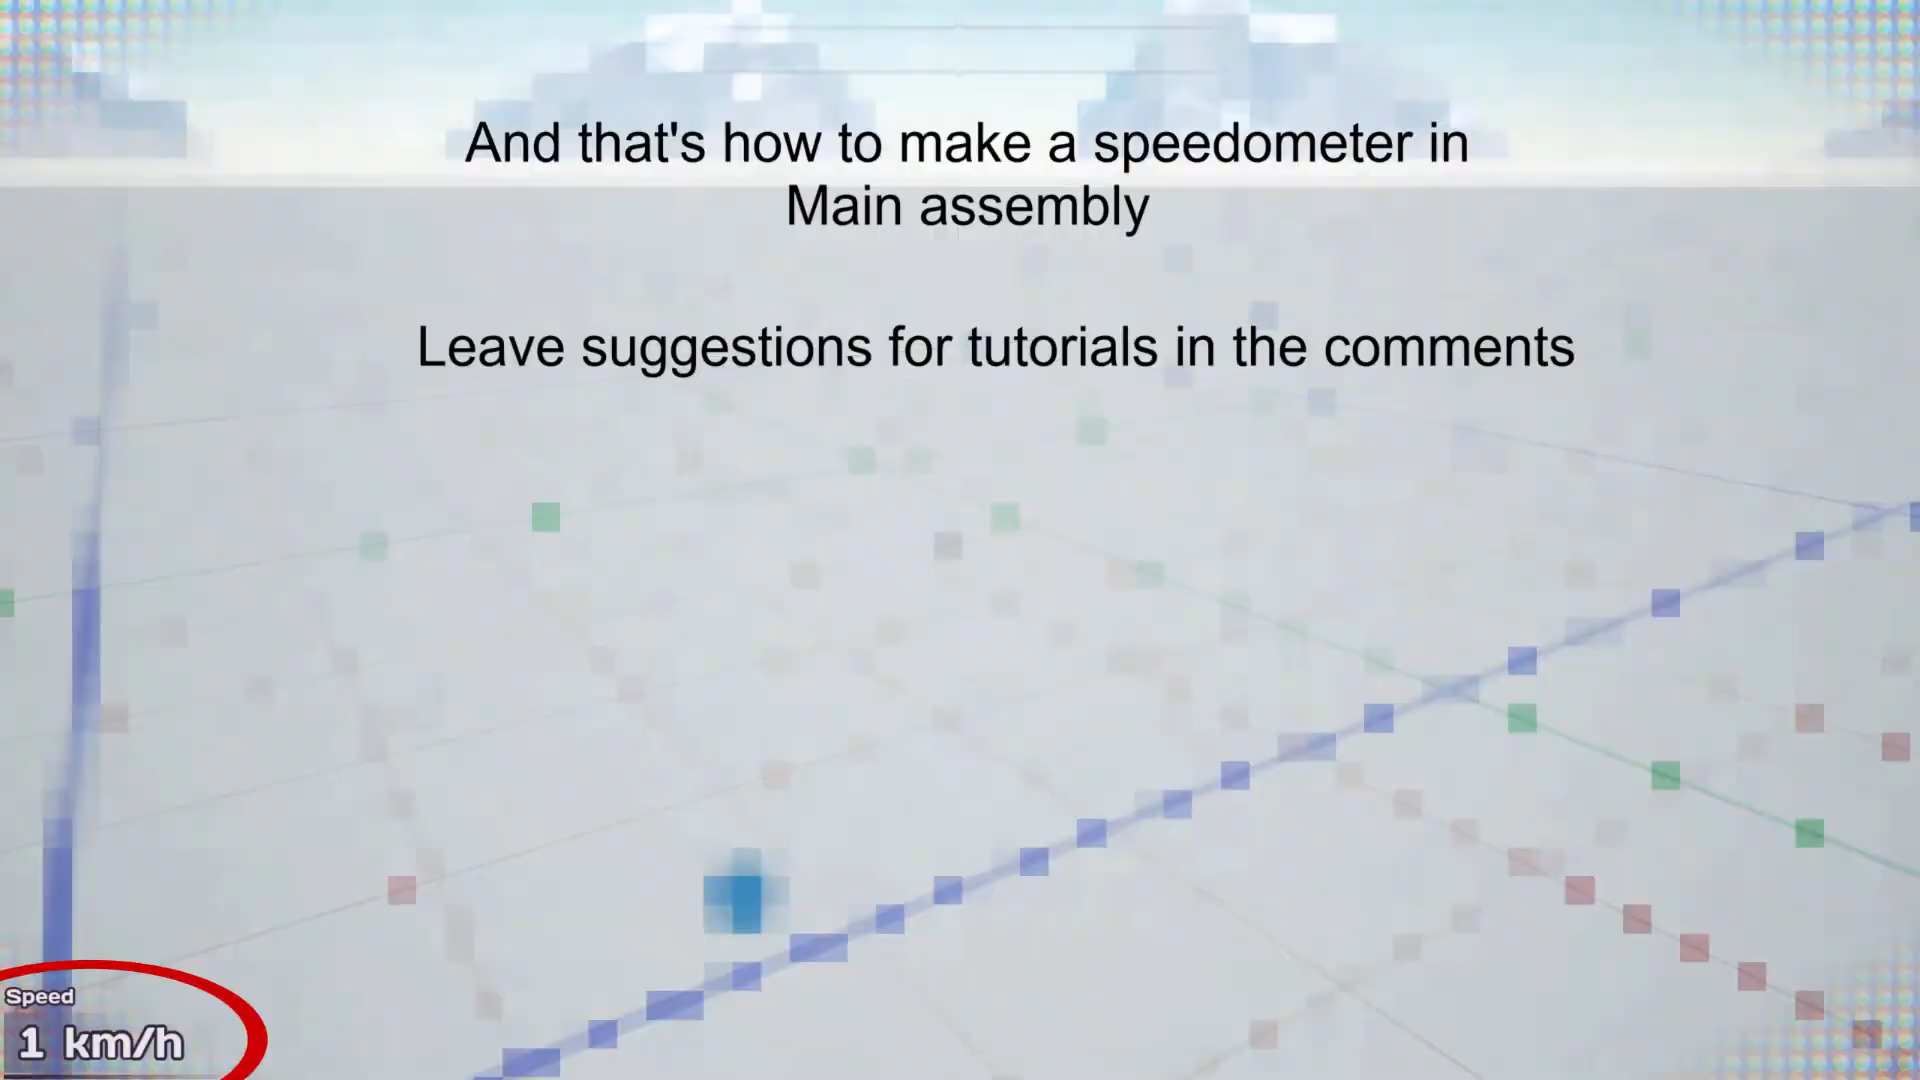 And that's how to make a speedometer in
Main assembly
Leave suggestions for tutorials in the comments
Speed
1 km/h